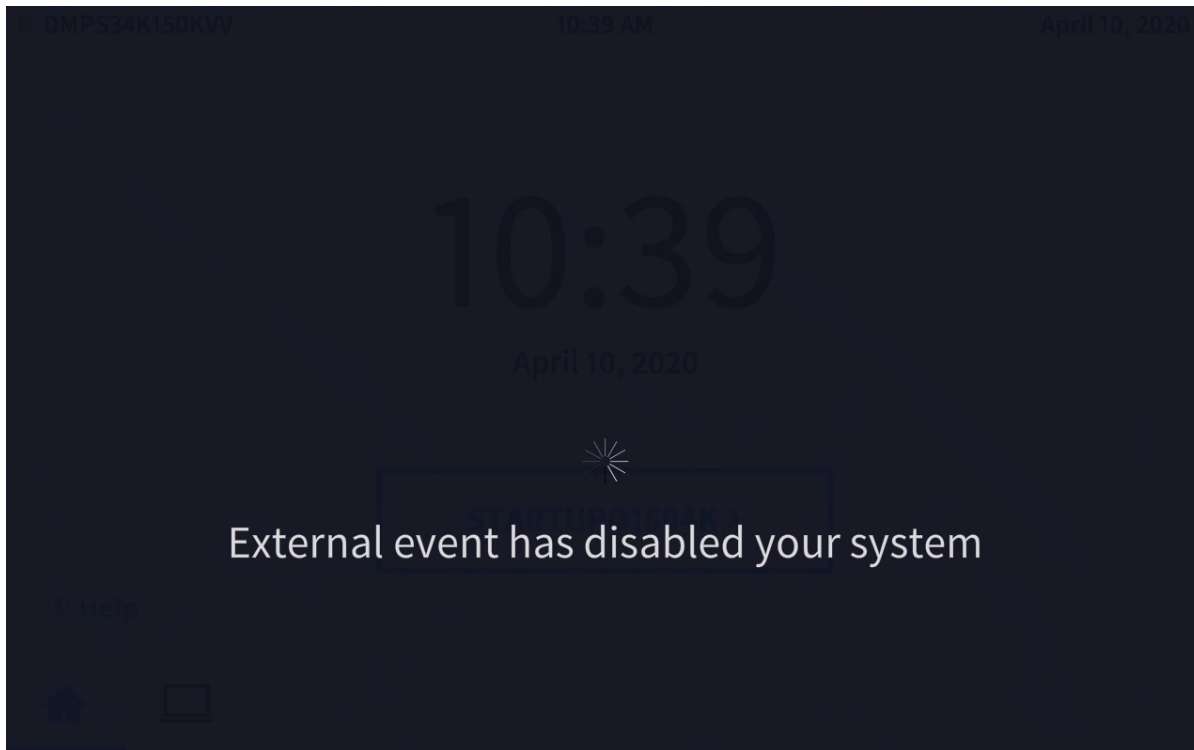 DMPS34K150KVV 10:39 AM April 10, 2020
10:39
April 10, 2020
External event has disabled your system
Help